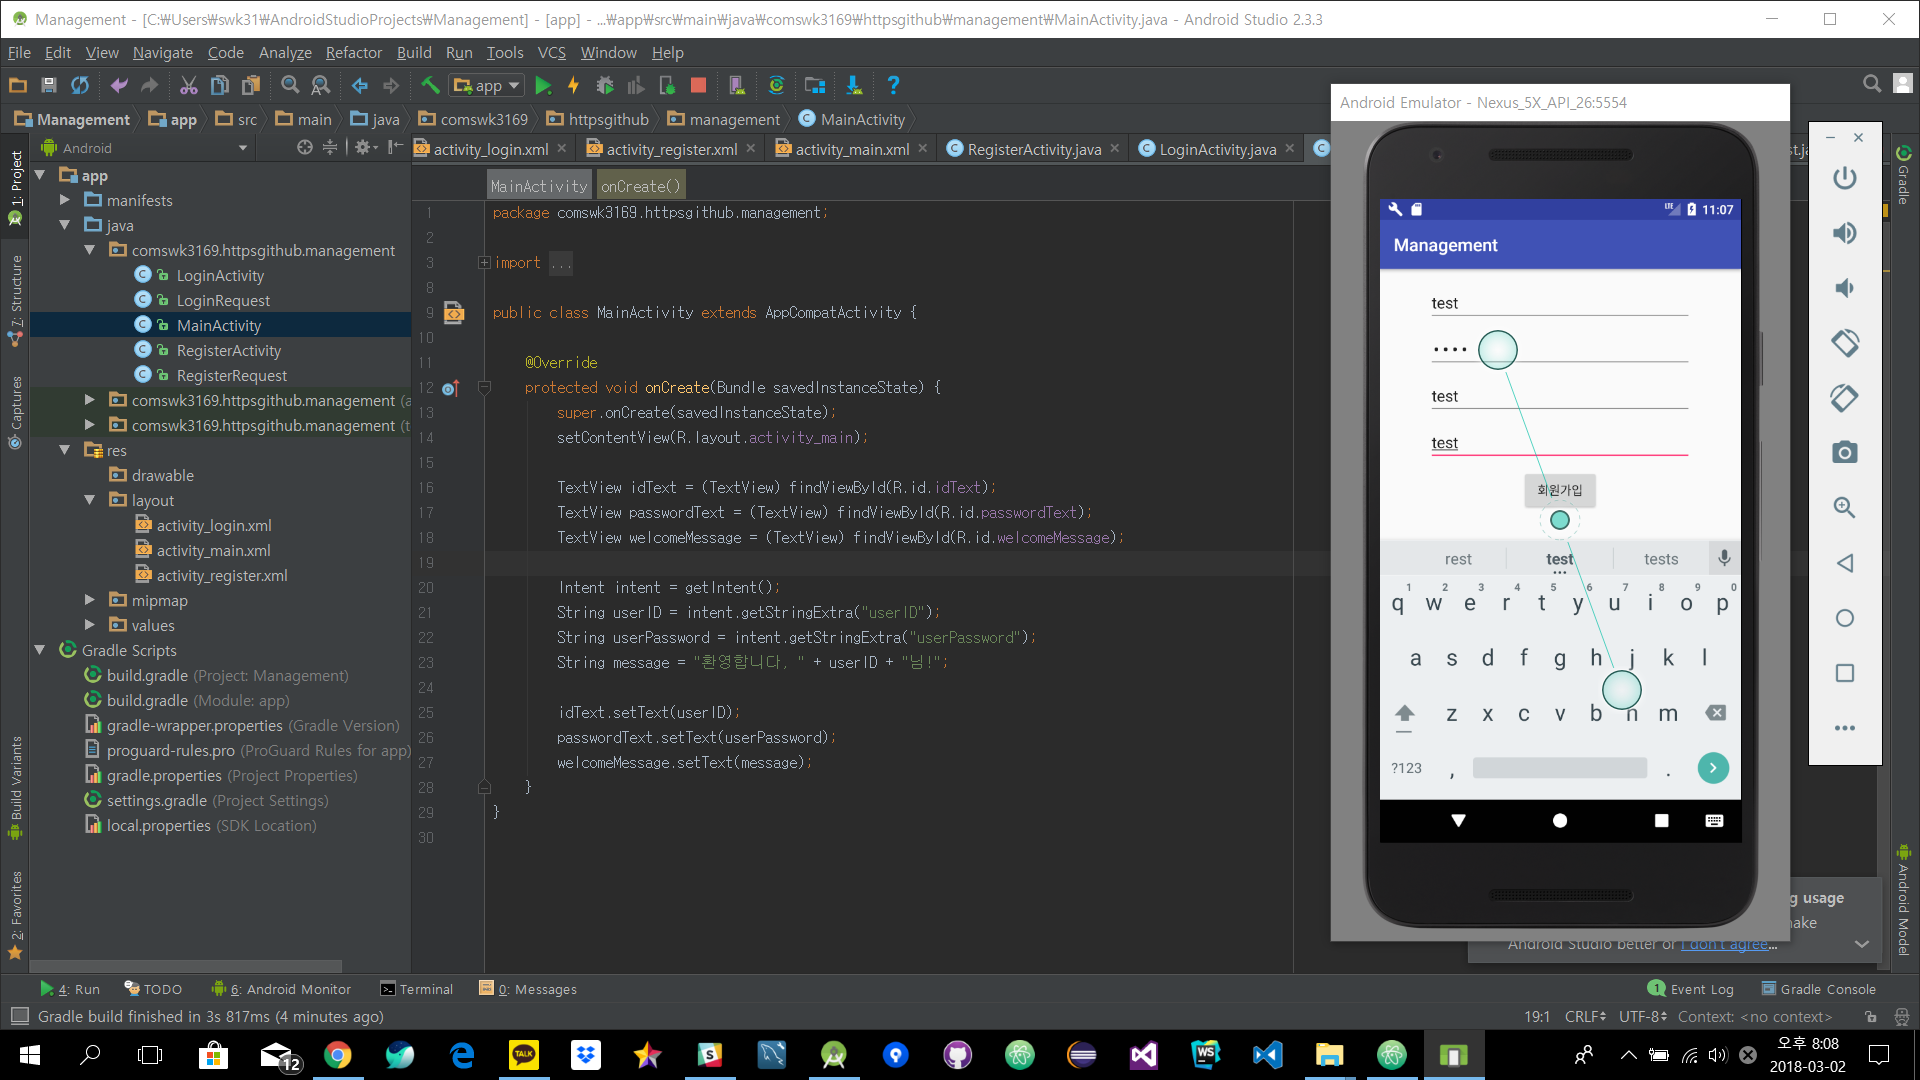 Management - [C:₩Users₩swk31₩AndroidStudioProjects₩Management] - [app] - ...₩app₩src₩main₩java₩comswk3169₩httpsgithub₩management₩MainActivity.java - Android Studio 2.3.3
File Edit View Navigate Code Analyze Refactor Build Run Tools VCS Window Help
app
Management app src main java comswk3169 httpsgithub management MainActivity
Android
activity_login.xml activity_register.xml activity_main.xml RegisterActivity.java LoginActivity.java
MainActivity onCreate()
1: Project
7: Structure
Captures
Build Variants
2: Favorites
app
manifests
java
comswk3169.httpsgithub.management
LoginActivity
LoginRequest
MainActivity
RegisterActivity
RegisterRequest
comswk3169.httpsgithub.management (a
comswk3169.httpsgithub.management (t
res
drawable
layout
activity_login.xml
activity_main.xml
activity_register.xml
mipmap
values
Gradle Scripts
build.gradle (Project: Management)
build.gradle (Module: app)
gradle-wrapper.properties (Gradle Version)
proguard-rules.pro (ProGuard Rules for app)
gradle.properties (Project Properties)
settings.gradle (Project Settings)
local.properties (SDK Location)
1 package comswk3169.httpsgithub.management;
2
3 import ...
8
9 public class MainActivity extends AppCompatActivity {
10
11 @Override
12 protected void onCreate(Bundle savedInstanceState) {
13 super.onCreate(savedInstanceState);
14 setContentView(R.layout.activity_main);
15
16 TextView idText = (TextView) findViewById(R.id.idText);
17 TextView passwordText = (TextView) findViewById(R.id.passwordText);
18 TextView welcomeMessage = (TextView) findViewById(R.id.welcomeMessage);
19
20 Intent intent = getIntent();
21 String userID = intent.getStringExtra("userID");
22 String userPassword = intent.getStringExtra("userPassword");
23 String message = "환영합니다, " + userID + "님!";
24
25 idText.setText(userID);
26 passwordText.setText(userPassword);
27 welcomeMessage.setText(message);
28 }
29 }
30
Android Emulator - Nexus_5X_API_26:5554
LTE 11:07
Management
test
••••
test
test
회원가입
rest test tests
1 2 3 4 5 6 7 8 9 0
q w e r t y u i o p
a s d f g h j k l
z x c v b n m
?123 , .
Gradle
Android Model
g usage
make
Android Studio better or I don't agree...
4: Run TODO 6: Android Monitor Terminal 0: Messages 1 Event Log Gradle Console
Gradle build finished in 3s 817ms (4 minutes ago) 19:1 CRLF UTF-8 Context: <no context>
12 TALK WS
오후 8:08
2018-03-02